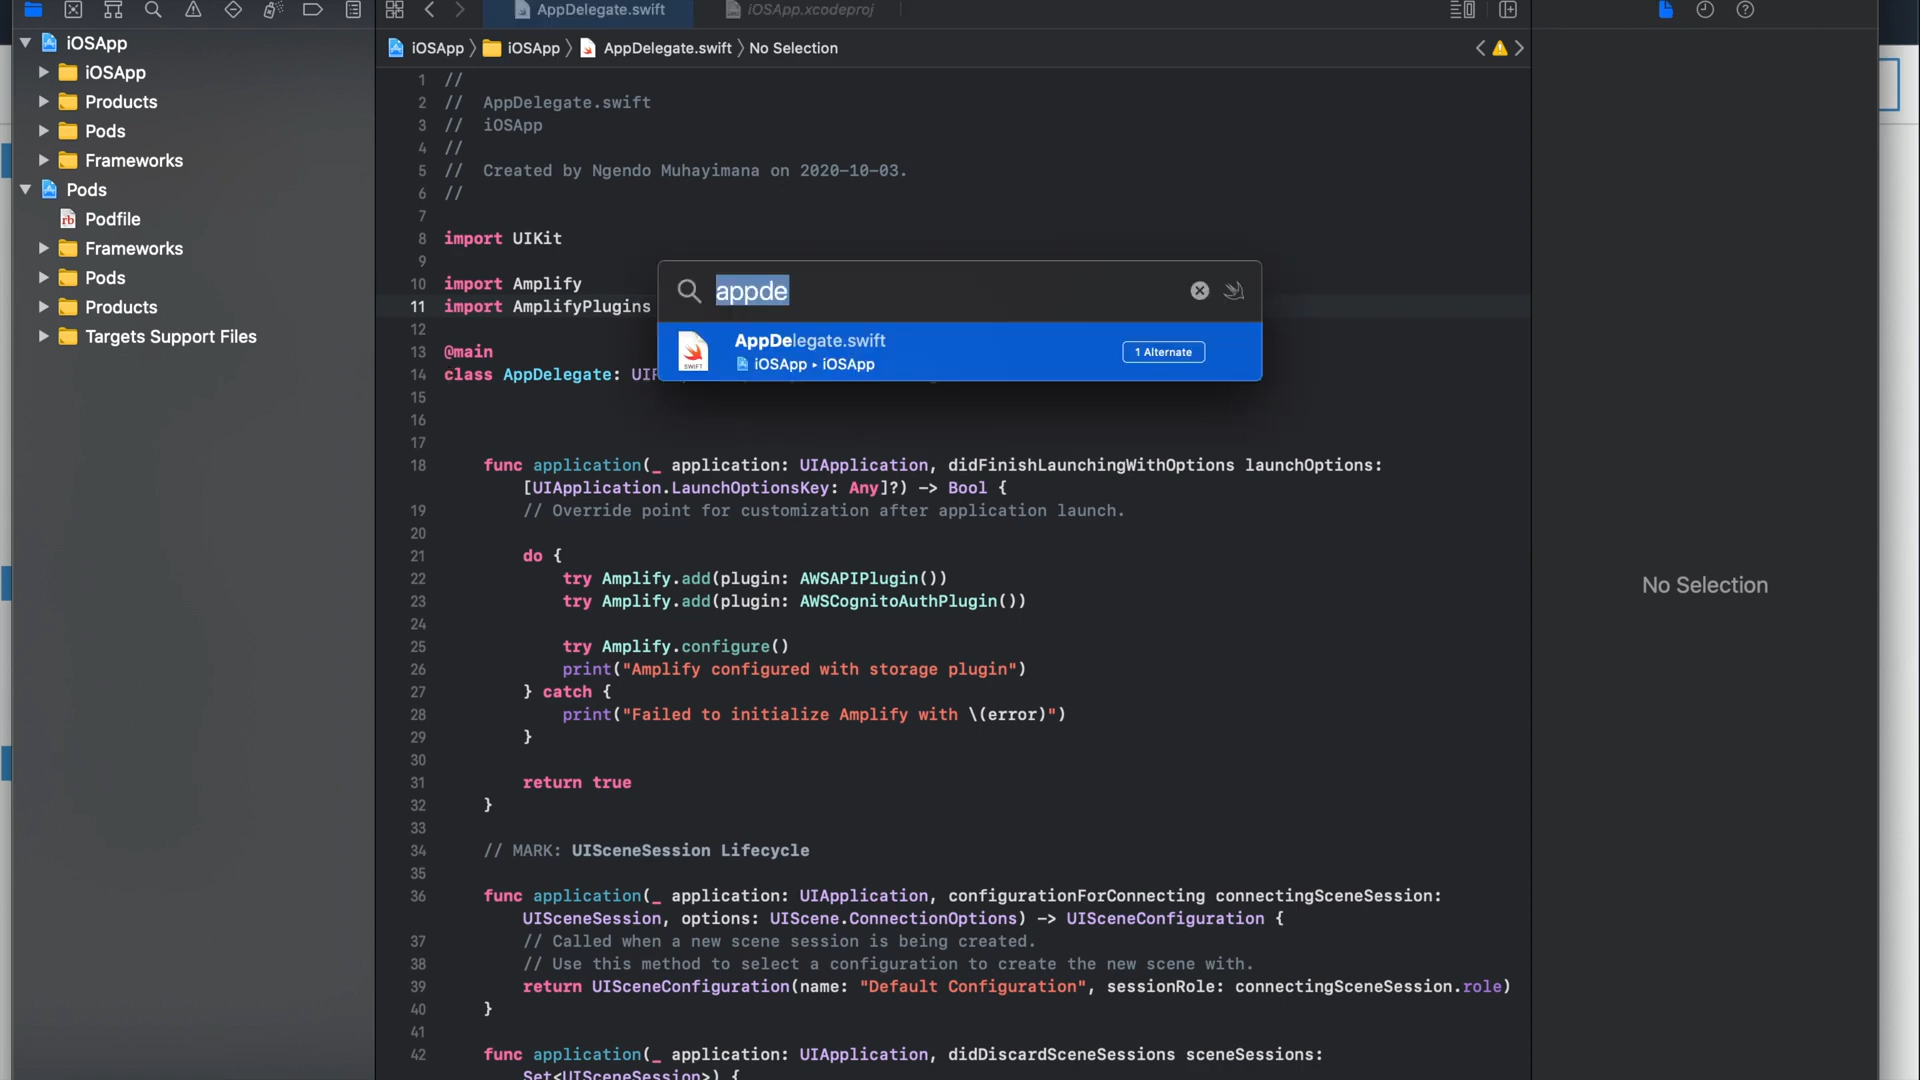 AppDelegate.swift
iOSApp.xcodeproj
iOSApp
iOSApp
Products
Pods
Frameworks
Pods
Podfile
Frameworks
Pods
Products
Targets Support Files
iOSApp iOSApp AppDelegate.swift No Selection
1 //
2 // AppDelegate.swift
3 // iOSApp
4 //
5 // Created by Ngendo Muhayimana on 2020-10-03.
6 //
7
8 import UIKit
9
10 import Amplify
11 import AmplifyPlugins
12
13 @main
14 class AppDelegate:
15
16
17
18 func application(_ application: UIApplication, didFinishLaunchingWithOptions launchOptions:
[UIApplication.LaunchOptionsKey: Any]?) -> Bool {
19 // Override point for customization after application launch.
20
21 do {
22 try Amplify.add(plugin: AWSAPIPlugin())
23 try Amplify.add(plugin: AWSCognitoAuthPlugin())
24
25 try Amplify.configure()
26 print("Amplify configured with storage plugin")
27 } catch {
28 print("Failed to initialize Amplify with \(error)")
29 }
30
31 return true
32 }
33
34 // MARK: UISceneSession Lifecycle
35
36 func application(_ application: UIApplication, configurationForConnecting connectingSceneSession:
UISceneSession, options: UIScene.ConnectionOptions) -> UISceneConfiguration {
37 // Called when a new scene session is being created.
38 // Use this method to select a configuration to create the new scene with.
39 return UISceneConfiguration(name: "Default Configuration", sessionRole: connectingSceneSession.role)
40 }
41
42 func application(_ application: UIApplication, didDiscardSceneSessions sceneSessions:
Set<UISceneSession>) {
appde
AppDelegate.swift
iOSApp ▸ iOSApp
1 Alternate
SWIFT
No Selection